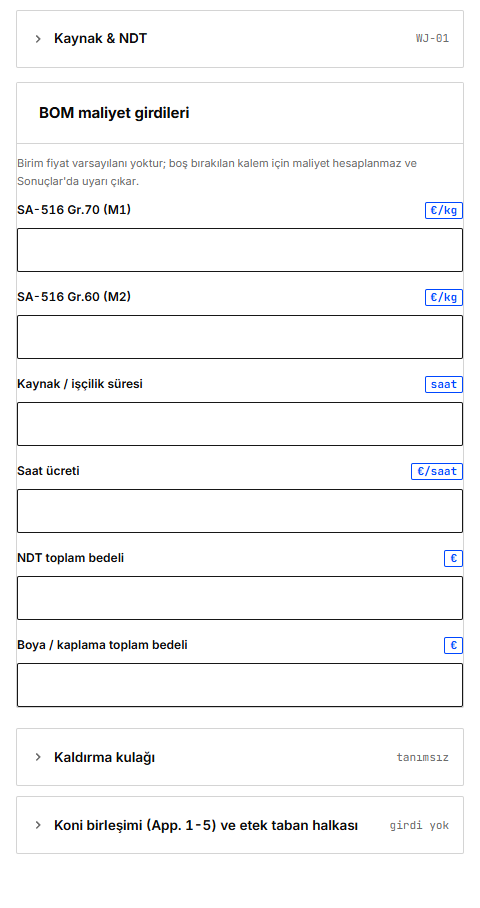 Kaynak & NDT WJ-01
BOM maliyet girdileri
Birim fiyat varsayılanı yoktur; boş bırakılan kalem için maliyet hesaplanmaz ve
Sonuçlar'da uyarı çıkar.
SA-516 Gr.70 (M1) €/kg
SA-516 Gr.60 (M2) €/kg
Kaynak / işçilik süresi saat
Saat ücreti €/saat
NDT toplam bedeli €
Boya / kaplama toplam bedeli €
Kaldırma kulağı tanımsız
Koni birleşimi (App. 1-5) ve etek taban halkası girdi yok